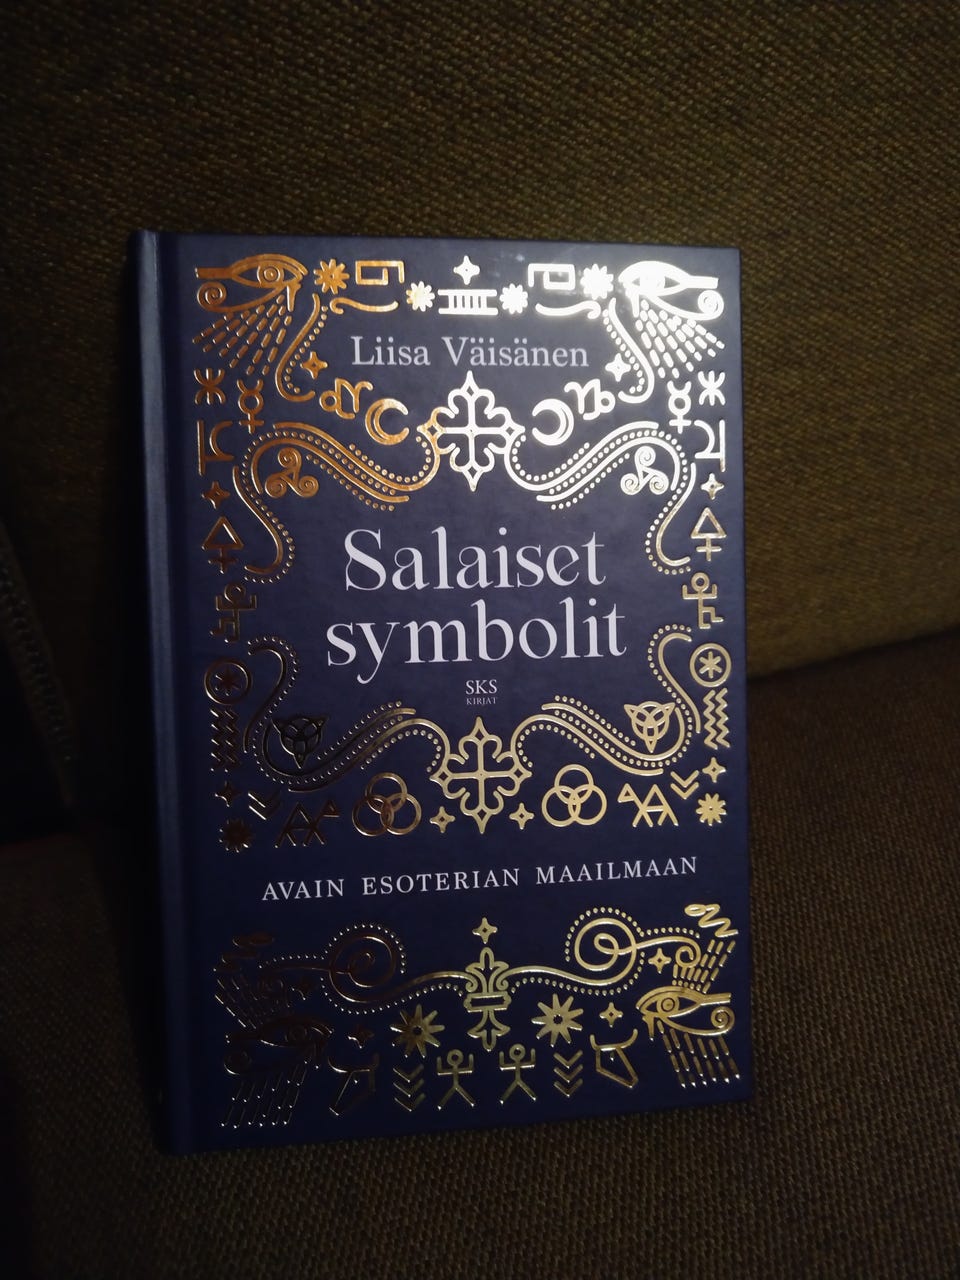 Liisa Väisänen
Salaiset
symbolit
SKS
KIRJAT
AVAIN ESOTERIAN MAAILMAAN